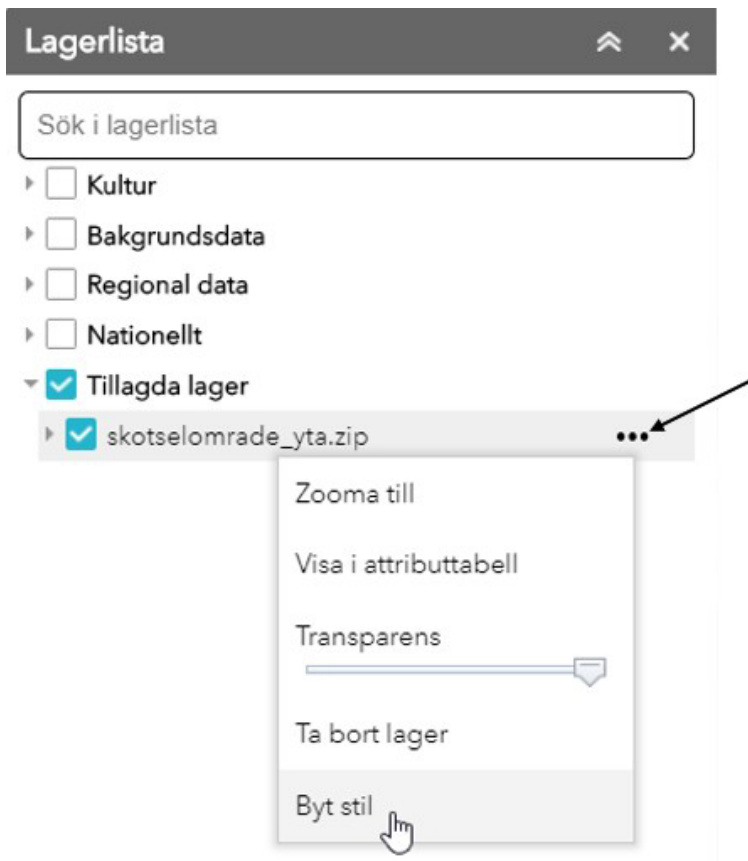 Lagerlista
Sök i lagerlista
Kultur
Bakgrundsdata
Regional data
Nationellt
Tillagda lager
skotselomrade_yta.zip
Zooma till
Visa i attributtabell
Transparens
Ta bort lager
Byt stil